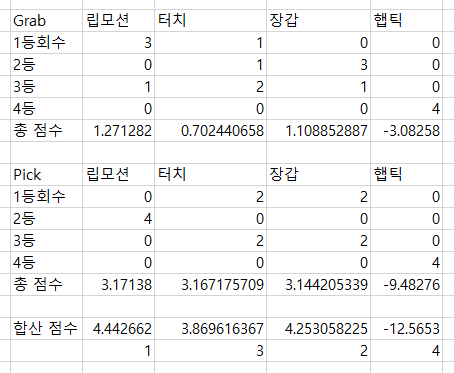 Grab 립모션 터치 장갑 햅틱
1등회수 3 1 0 0
2등 0 1 3 0
3등 1 2 1 0
4등 0 0 0 4
총 점수 1.271282 0.702440658 1.108852887 -3.08258
Pick 립모션 터치 장갑 햅틱
1등회수 0 2 2 0
2등 4 0 0 0
3등 0 2 2 0
4등 0 0 0 4
총 점수 3.17138 3.167175709 3.144205339 -9.48276
합산 점수 4.442662 3.869616367 4.253058225 -12.5653
1 3 2 4